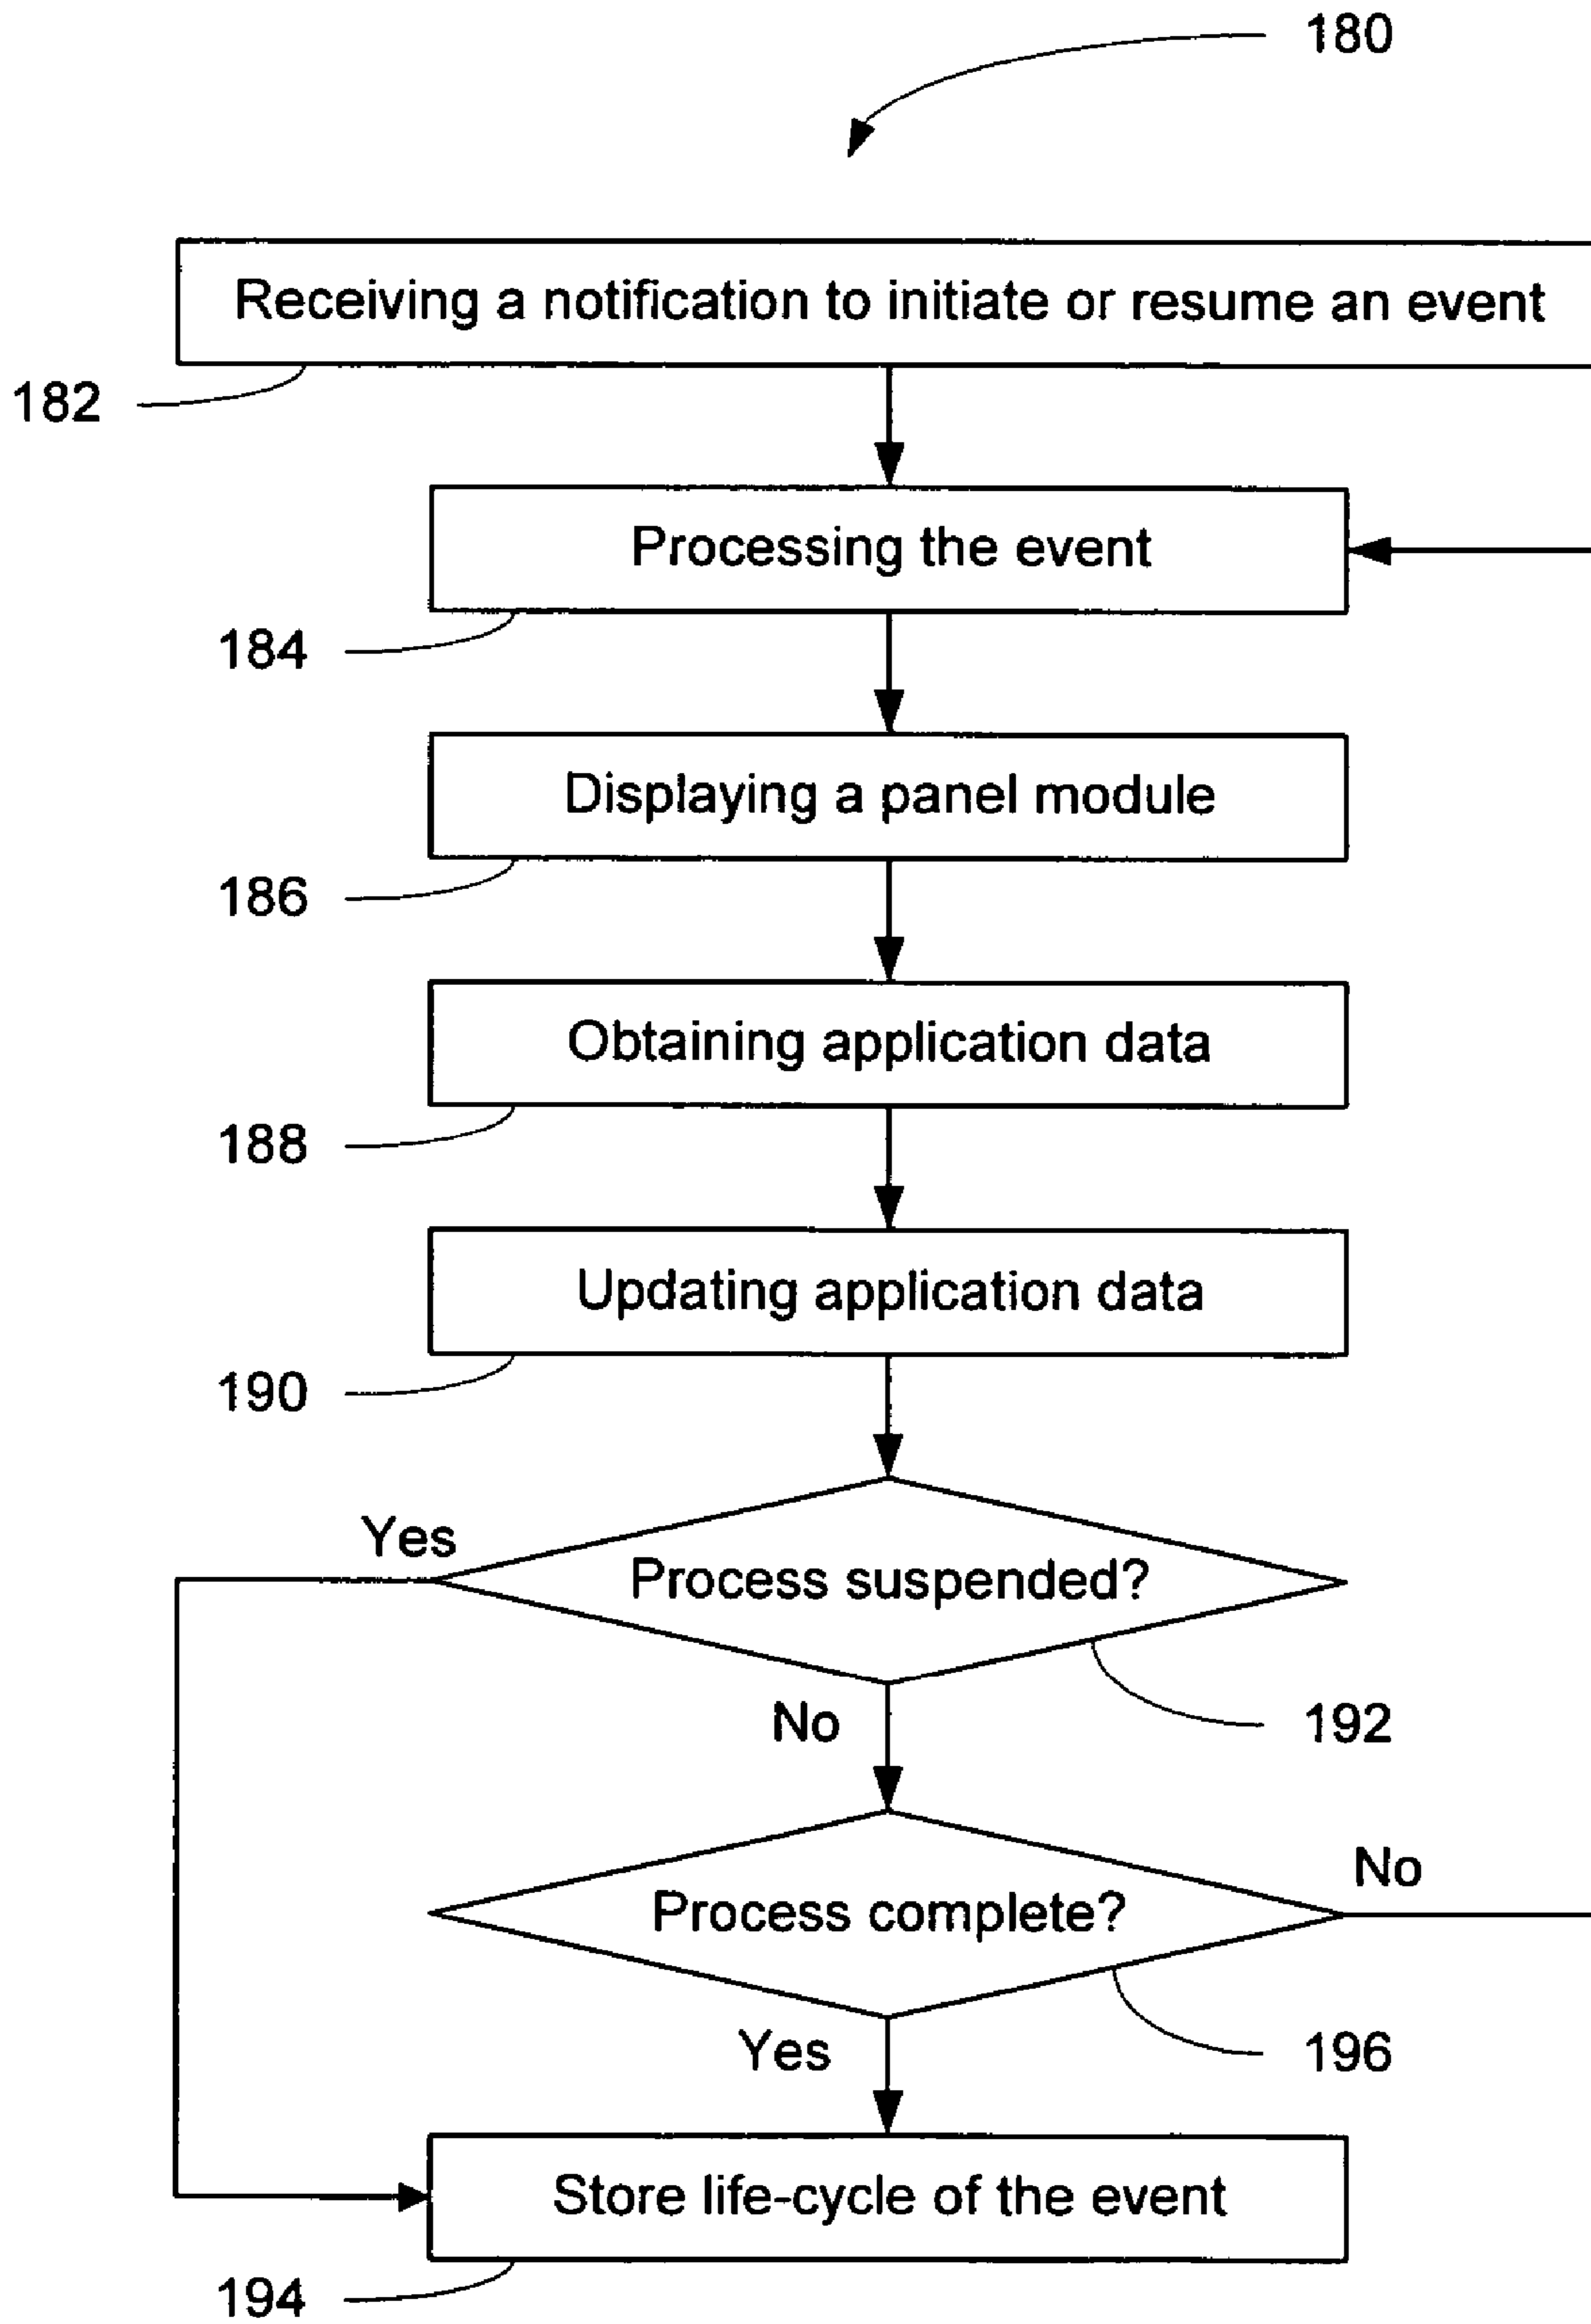 180
Receiving a notification to initiate or resume an event
182
Processing the event
184
Displaying a panel module
186
Obtaining application data
188
Updating application data
190
Yes
Process suspended?
No
192
No
Process complete?
Yes
196
Store life-cycle of the event
194